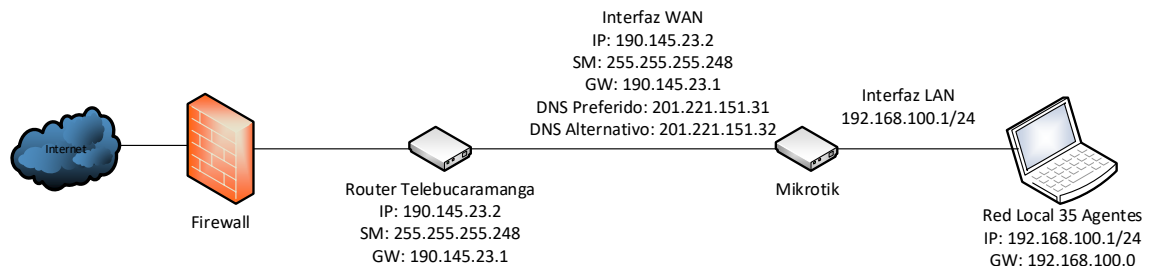 Interfaz WAN
IP: 190.145.23.2
SM: 255.255.255.248
GW: 190.145.23.1
DNS Preferido: 201.221.151.31
DNS Alternativo: 201.221.151.32
Interfaz LAN
192.168.100.1/24
Internet
Firewall
Router Telebucaramanga
IP: 190.145.23.2
SM: 255.255.255.248
GW: 190.145.23.1
Mikrotik
Red Local 35 Agentes
IP: 192.168.100.1/24
GW: 192.168.100.0